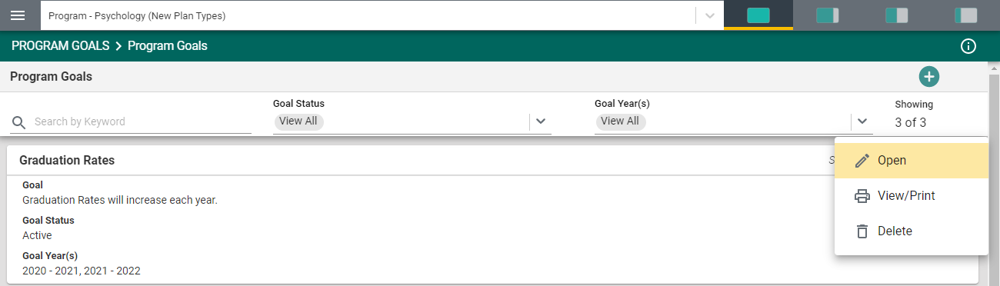 Program - Psychology (New Plan Types)
PROGRAM GOALS > Program Goals
Program Goals
Search by Keyword
Goal Status
View All
Goal Year(s)
View All
Showing
3 of 3
Graduation Rates
Goal
Graduation Rates will increase each year.
Goal Status
Active
Goal Year(s)
2020 - 2021, 2021 - 2022
Open
View/Print
Delete